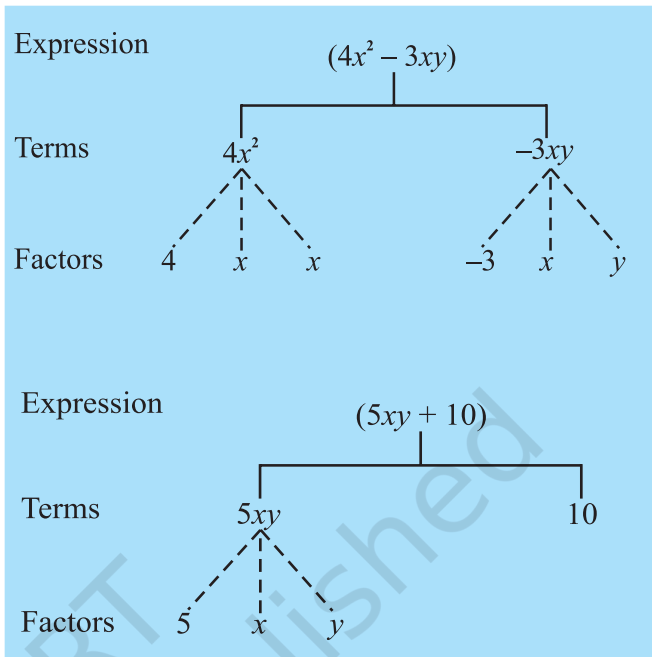 Expression (4x² – 3xy)
Terms 4x² –3xy
Factors 4 x x –3 x y
Expression (5xy + 10)
Terms 5xy 10
Factors 5 x y